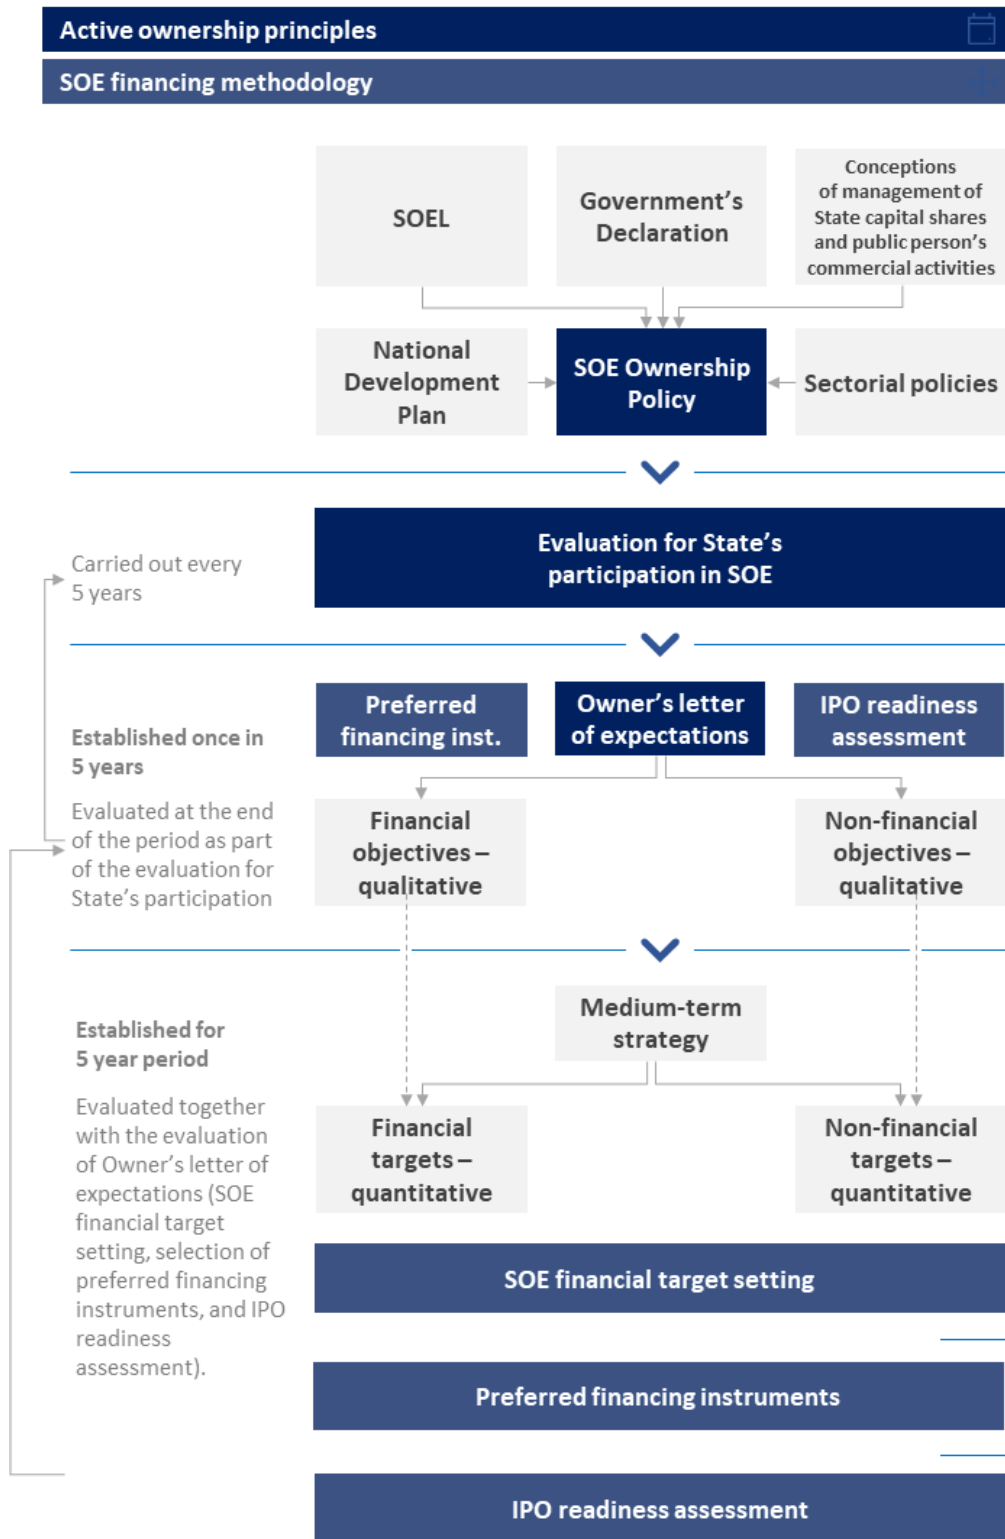 Active ownership principles
SOE financing methodology
SOEL
Government's
Declaration
Conceptions
of management of
State capital shares
and public person's
commercial activities
National
Development
Plan
SOE Ownership
Policy
Sectorial policies
Carried out every
5 years
Evaluation for State's
participation in SOE
Preferred
financing inst.
Owner's letter
of expectations
IPO readiness
assessment
Established once in
5 years
Evaluated at the end
of the period as part
of the evaluation for
State's participation
Financial
objectives –
qualitative
Non-financial
objectives –
qualitative
Medium-term
strategy
Established for
5 year period
Evaluated together
with the evaluation
of Owner's letter of
expectations (SOE
financial target
setting, selection of
preferred financing
instruments, and IPO
readiness
assessment).
Financial
targets –
quantitative
Non-financial
targets –
quantitative
SOE financial target setting
Preferred financing instruments
IPO readiness assessment